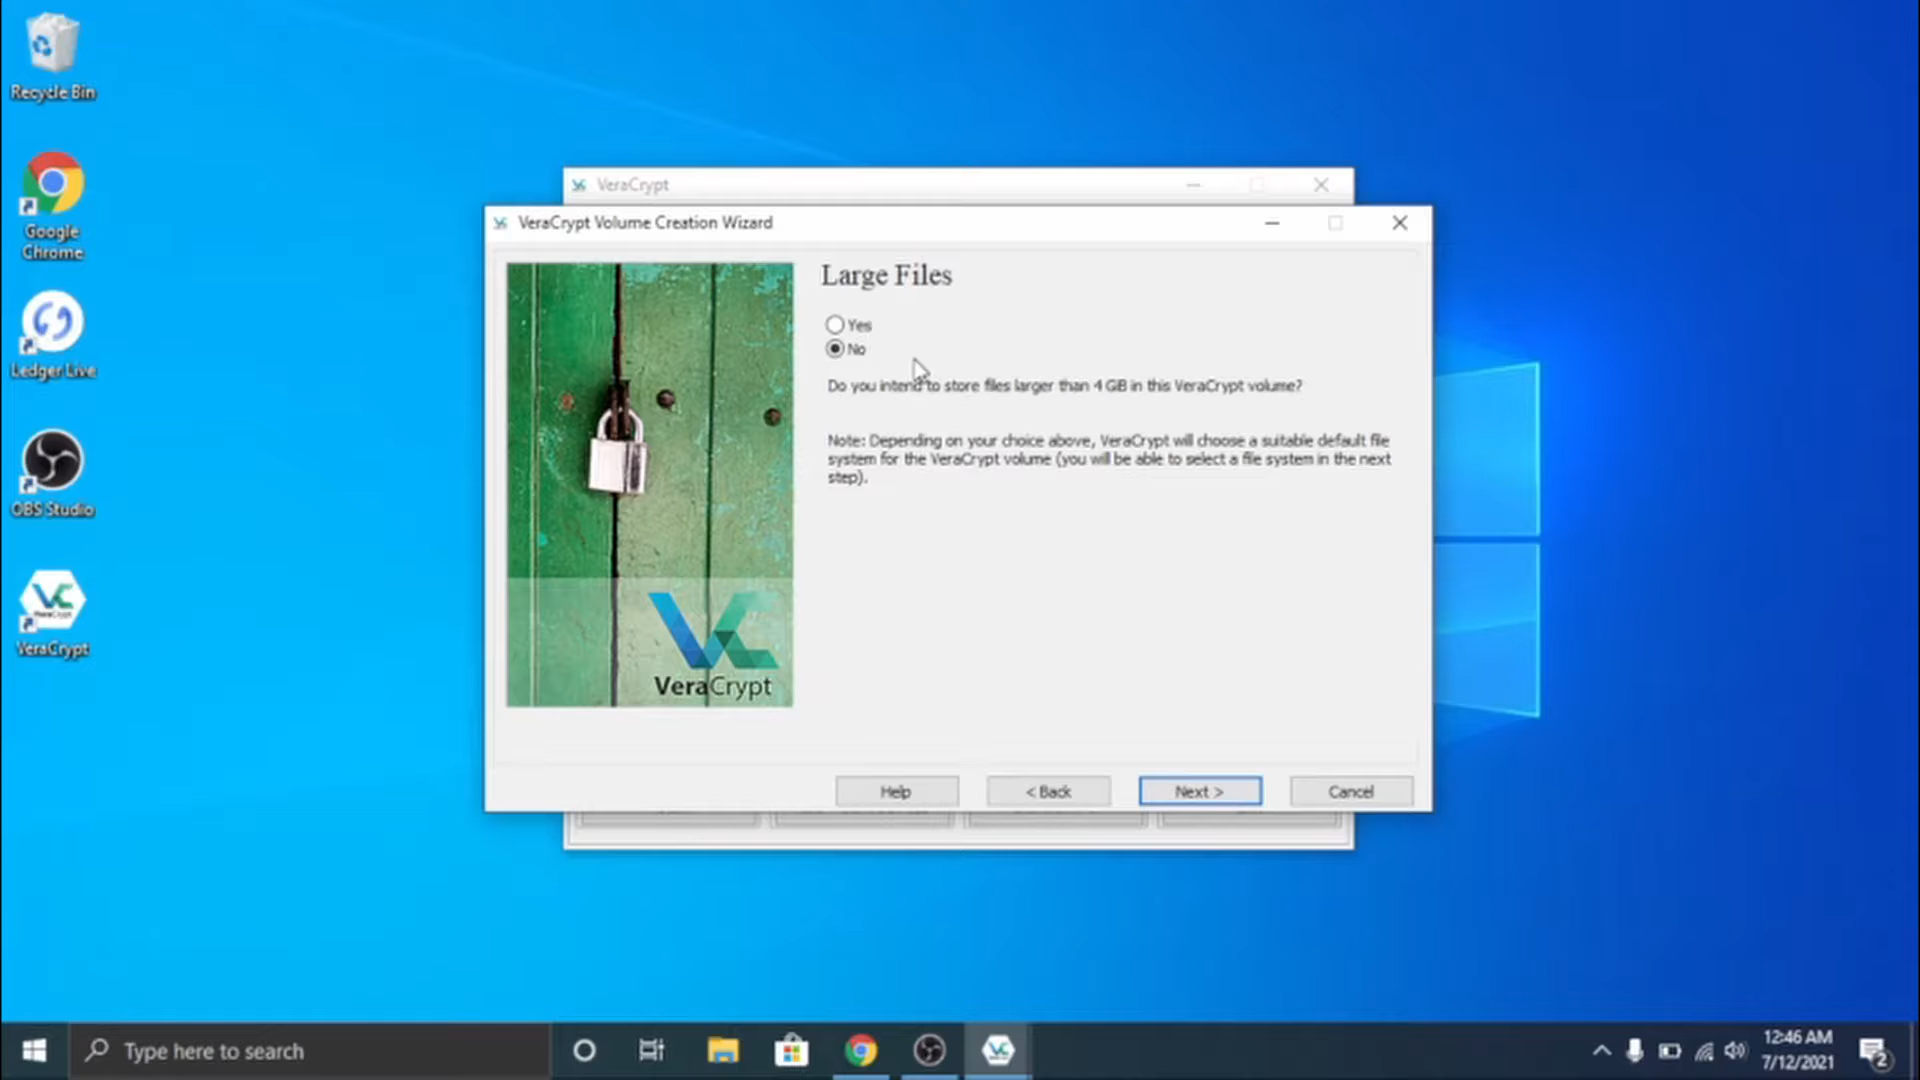 Recycle Bin
Google
Chrome
Ledger Live
OBS Studio
VeraCrypt
VeraCrypt
VeraCrypt Volume Creation Wizard
Large Files
Yes
No
Do you intend to store files larger than 4 GB in this VeraCrypt volume?
Note: Depending on your choice above, VeraCrypt will choose a suitable default file
system for the VeraCrypt volume (you will be able to select a file system in the next
step).
VeraCrypt
Help
< Back
Next >
Cancel
Type here to search
12:46 AM
7/12/2021
2